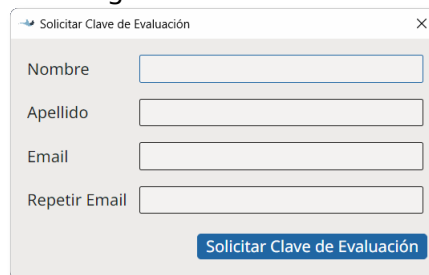 Solicitar Clave de Evaluación
Nombre
Apellido
Email
Repetir Email
Solicitar Clave de Evaluación